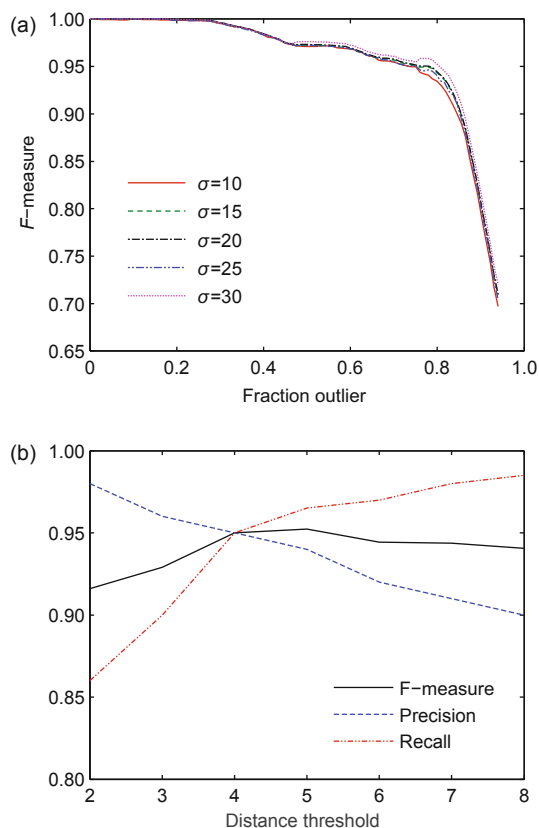 (a)
1.00
0.95
0.90
0.85
0.80
0.75
0.70
0.65
F-measure
σ=10
σ=15
σ=20
σ=25
σ=30
0 0.2 0.4 0.6 0.8 1.0
Fraction outlier
(b)
1.00
0.95
0.90
0.85
0.80
F-measure
Precision
Recall
2 3 4 5 6 7 8
Distance threshold